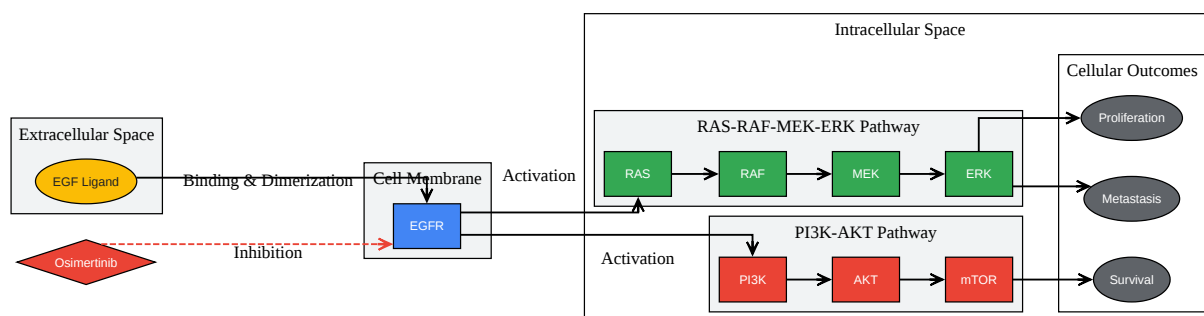 Intracellular Space
Cellular Outcomes
Proliferation
Extracellular Space
RAS-RAF-MEK-ERK Pathway
EGF Ligand
Binding & Dimerization
Cell Membrane
Activation
RAS
RAF
MEK
ERK
Metastasis
EGFR
PI3K-AKT Pathway
Osimertinib
Inhibition
Activation
PI3K
AKT
mTOR
Survival